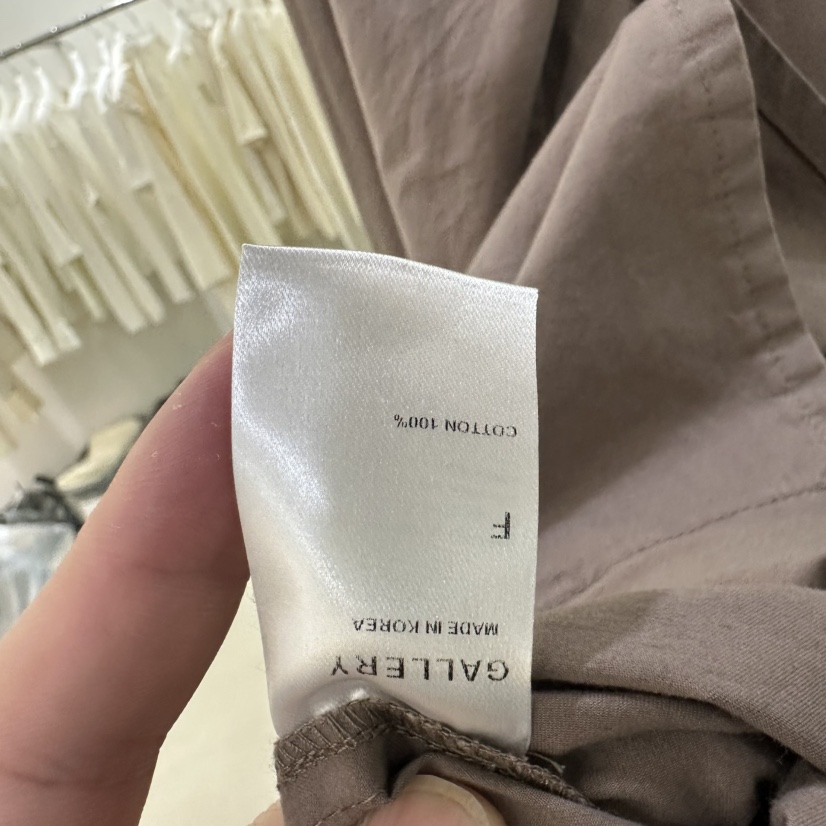 GALLERY
MADE IN KOREA
F
COTTON 100%